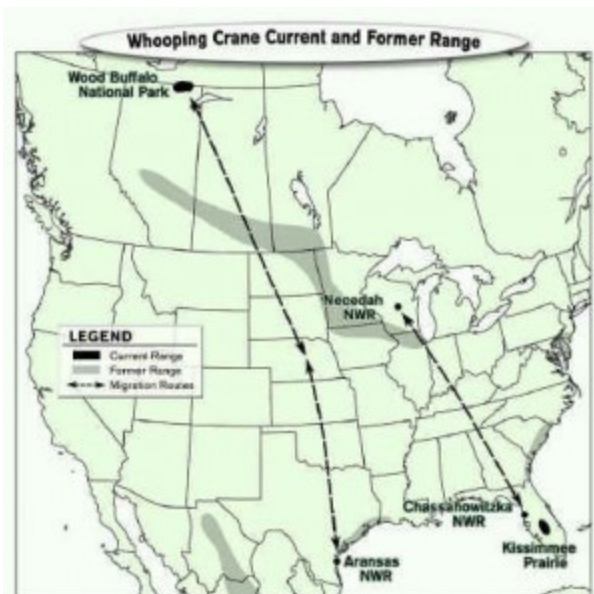 Whooping Crane Current and Former Range
Wood Buffalo
National Park
Necedah
NWR
LEGEND
Current Range
Former Range
Migration Routes
Chassahowitzka
NWR
Kissimmee
Prairie
Aransas
NWR